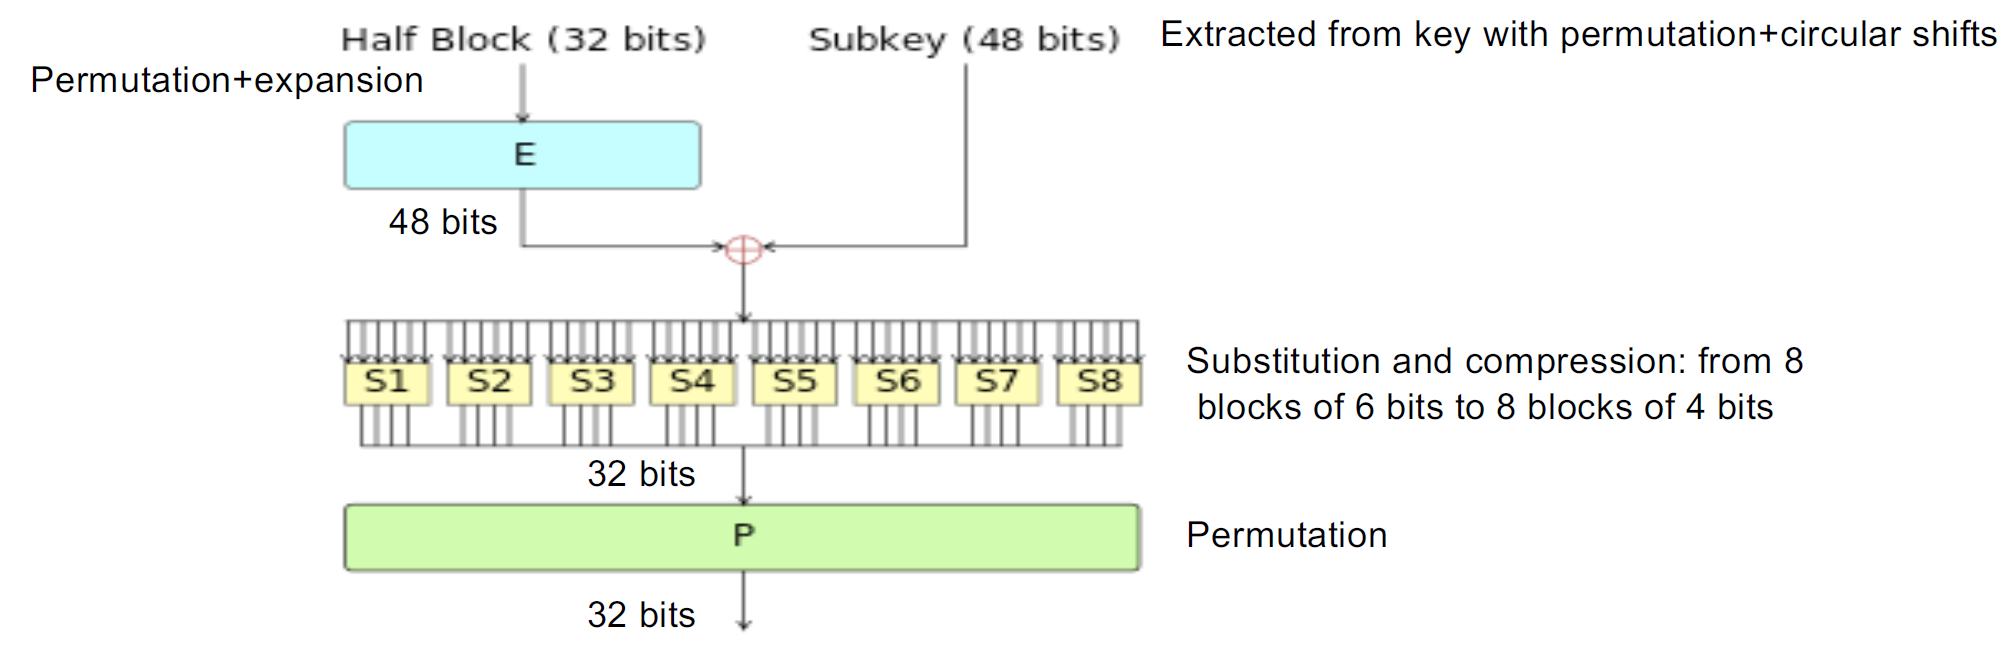 Half Block (32 bits)
Subkey (48 bits)
Extracted from key with permutation+circular shifts
Permutation+expansion
E
48 bits
S1 S2 S3 S4 S5 S6 S7 S8
Substitution and compression: from 8
blocks of 6 bits to 8 blocks of 4 bits
32 bits
P
Permutation
32 bits